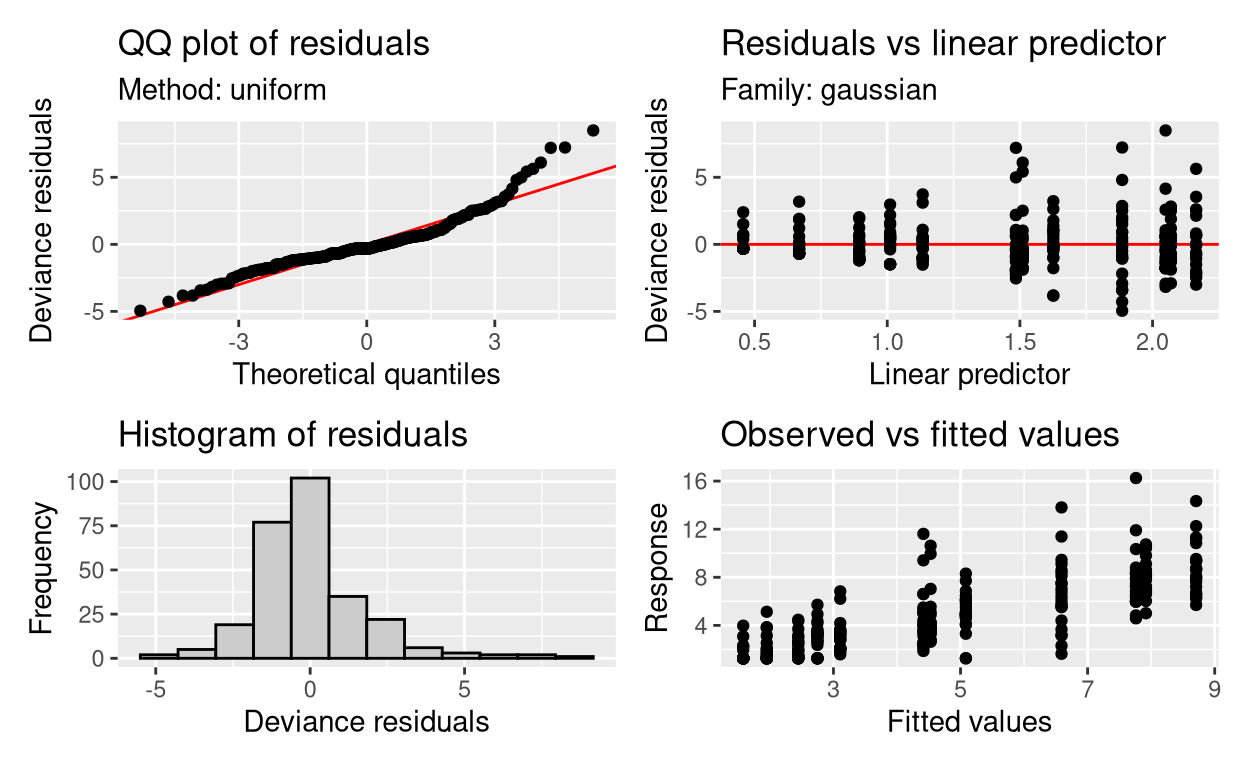 QQ plot of residuals
Method: uniform
Deviance residuals
5
0
-5
-3
0
3
Theoretical quantiles
Residuals vs linear predictor
Family: gaussian
Deviance residuals
5
0
-5
0.5
1.0
1.5
2.0
Linear predictor
Histogram of residuals
Frequency
100
75
50
25
0
-5
0
5
Deviance residuals
Observed vs fitted values
Response
16
12
8
4
3
5
7
9
Fitted values